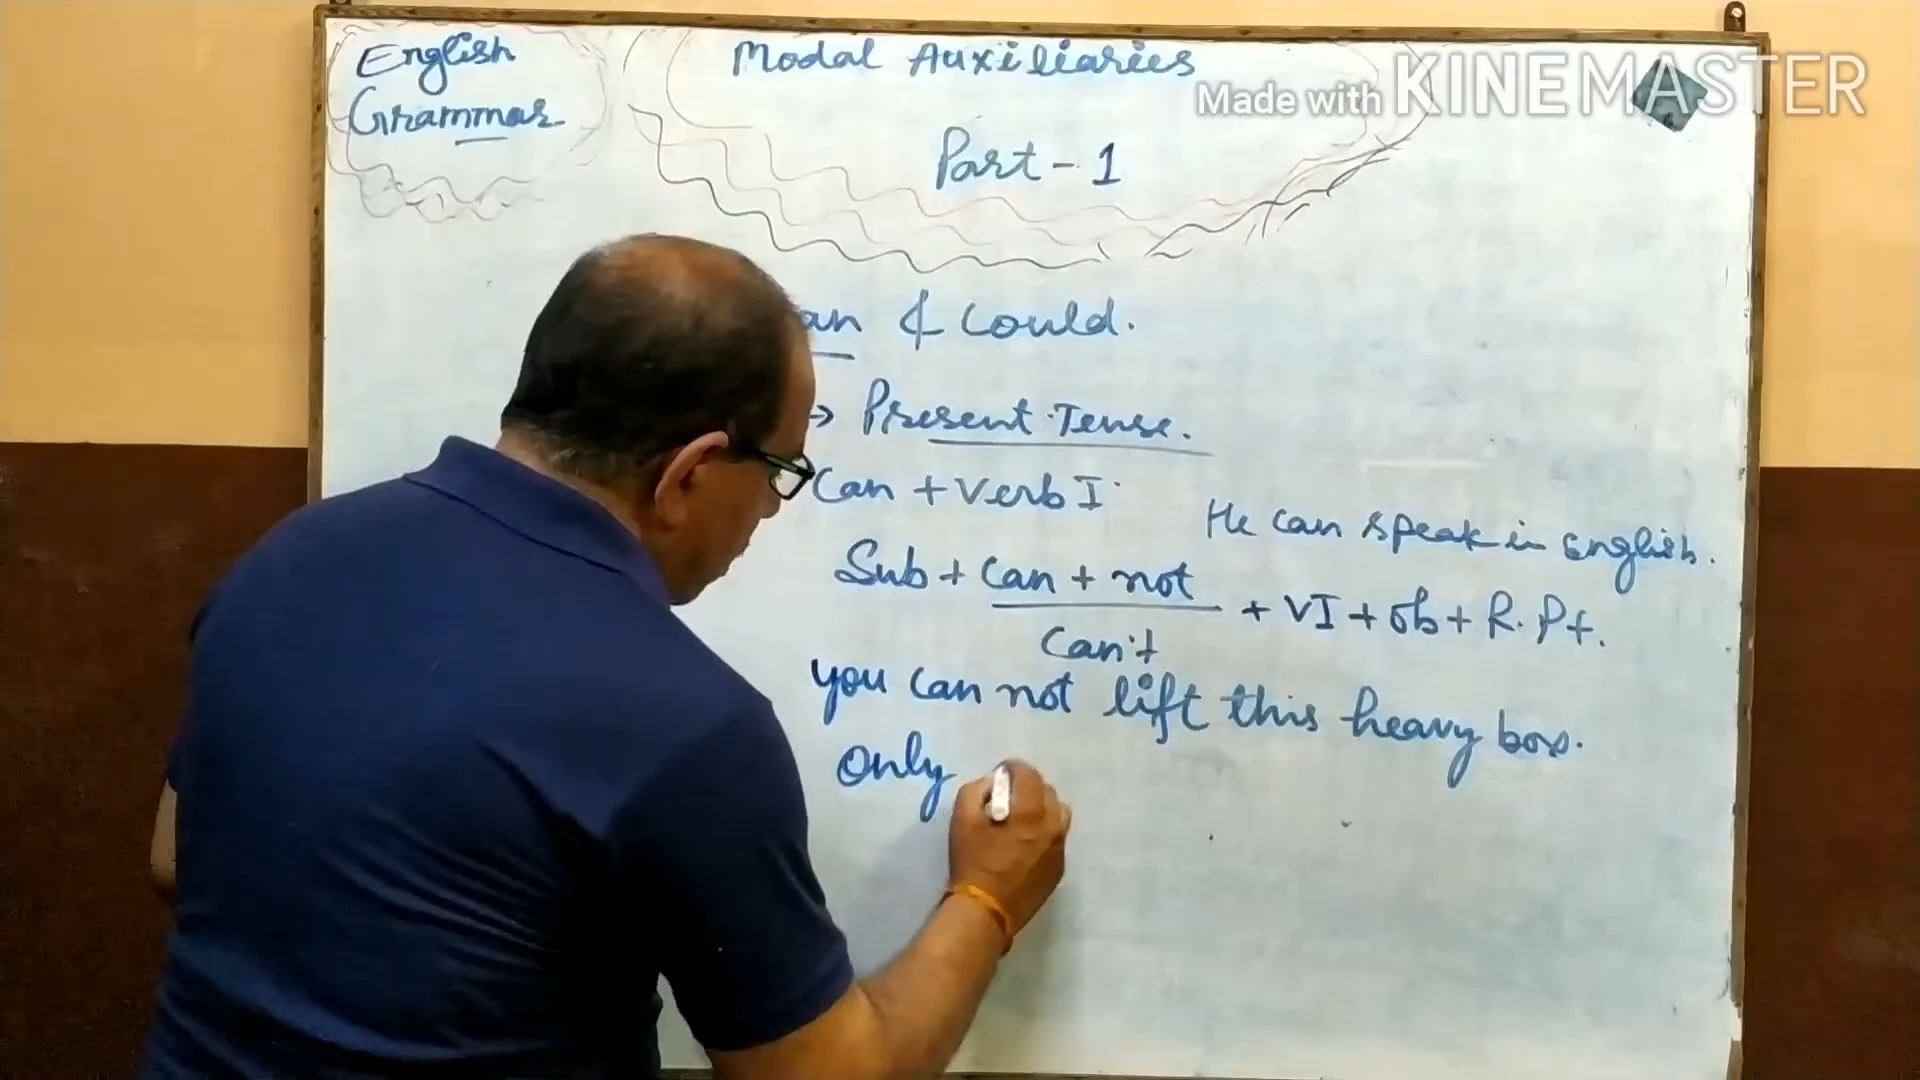 English
Grammar
Modal Auxiliaries
Made with KINEMASTER
Part - 1
an & Could.
→ Present Tense.
Can + Verb I
He can speak in english.
Sub + Can + not + VI + Ob + R. Pt.
Can't
you can not lift this heavy box.
Only